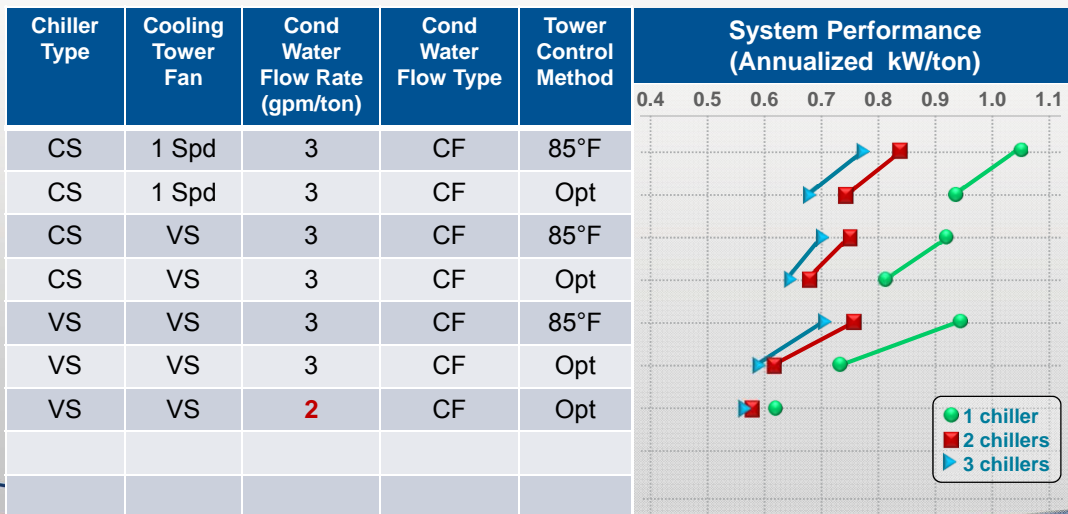 Chiller Type
Cooling Tower Fan
Cond Water Flow Rate (gpm/ton)
Cond Water Flow Type
Tower Control Method
System Performance
(Annualized kW/ton)
0.4 0.5 0.6 0.7 0.8 0.9 1.0 1.1
CS 1 Spd 3 CF 85°F
CS 1 Spd 3 CF Opt
CS VS 3 CF 85°F
CS VS 3 CF Opt
VS VS 3 CF 85°F
VS VS 3 CF Opt
VS VS 2 CF Opt
1 chiller
2 chillers
3 chillers